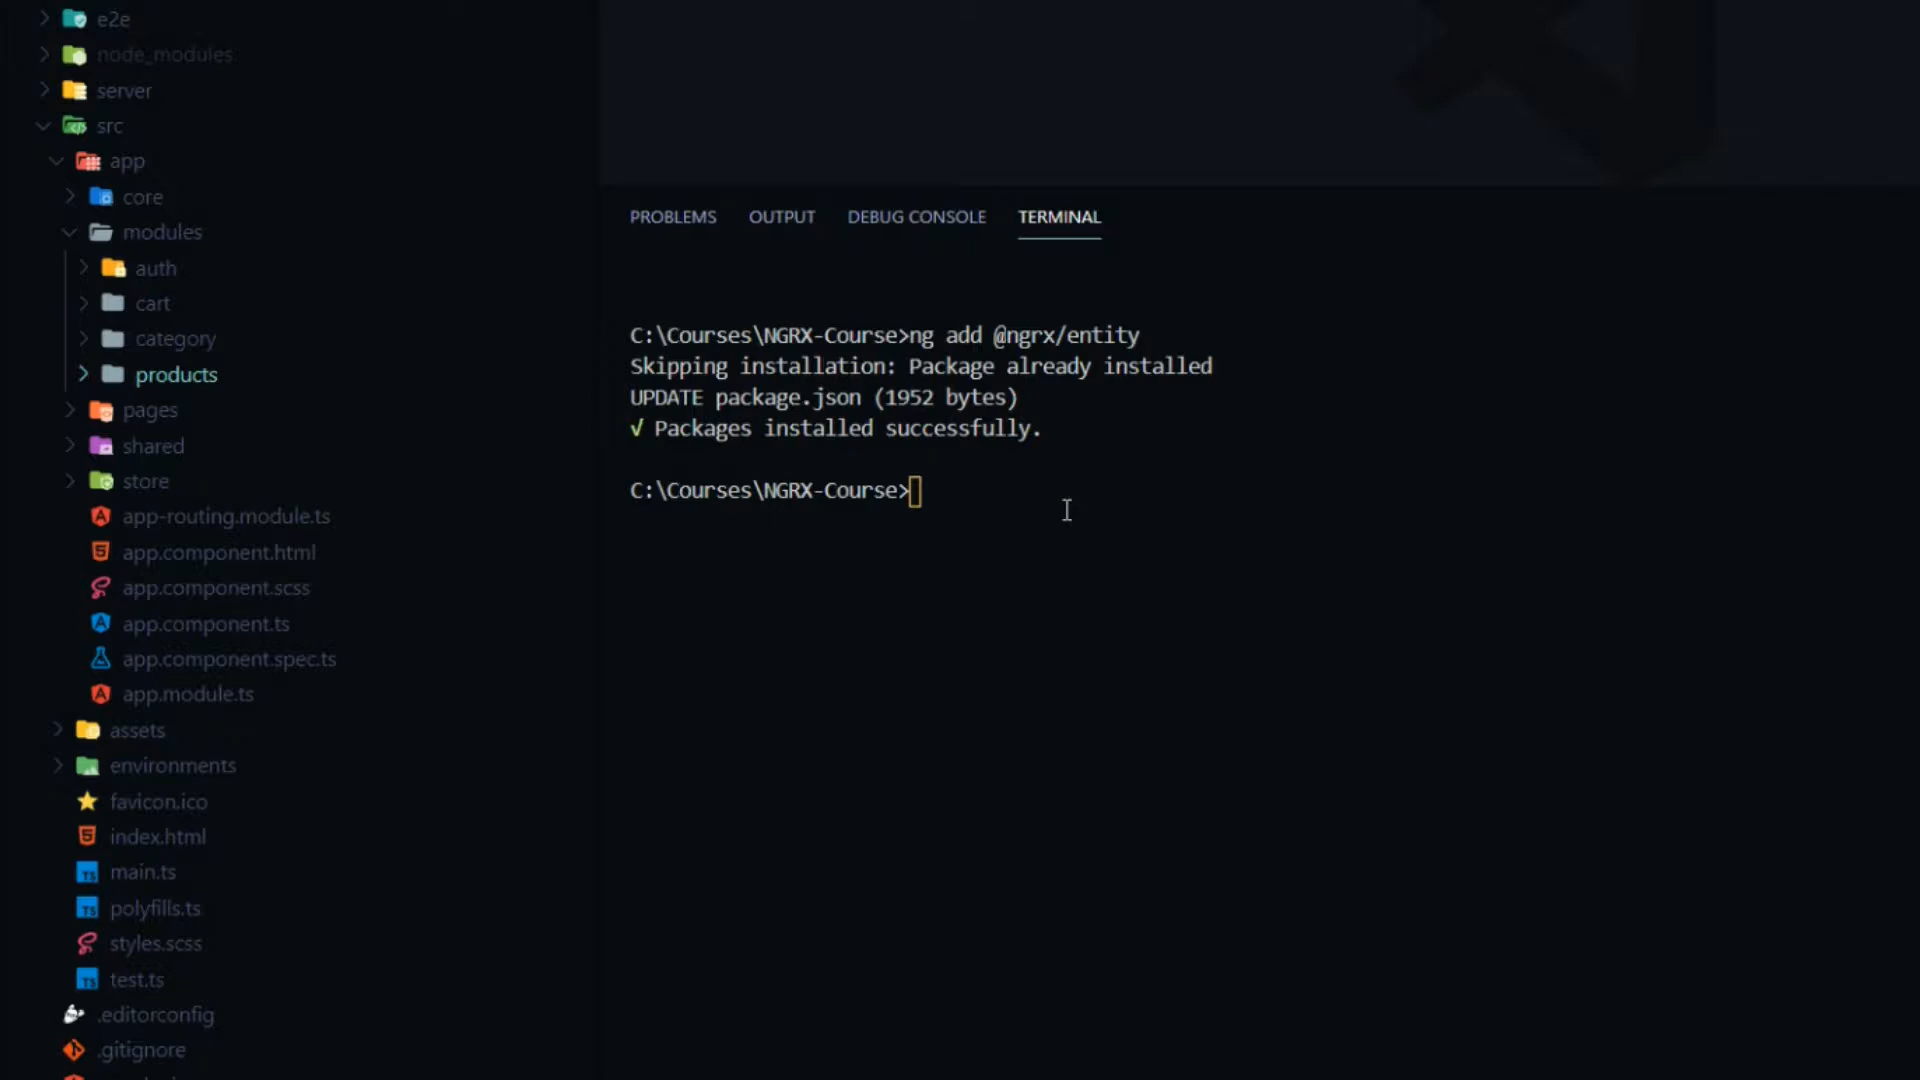 e2e
node_modules
server
src
app
core
modules
auth
cart
category
products
pages
shared
store
app-routing.module.ts
app.component.html
app.component.scss
app.component.ts
app.component.spec.ts
app.module.ts
assets
environments
favicon.ico
index.html
main.ts
polyfills.ts
styles.scss
test.ts
.editorconfig
.gitignore
PROBLEMS OUTPUT DEBUG CONSOLE TERMINAL
C:\Courses\NGRX-Course>ng add @ngrx/entity
Skipping installation: Package already installed
UPDATE package.json (1952 bytes)
√ Packages installed successfully.
C:\Courses\NGRX-Course>